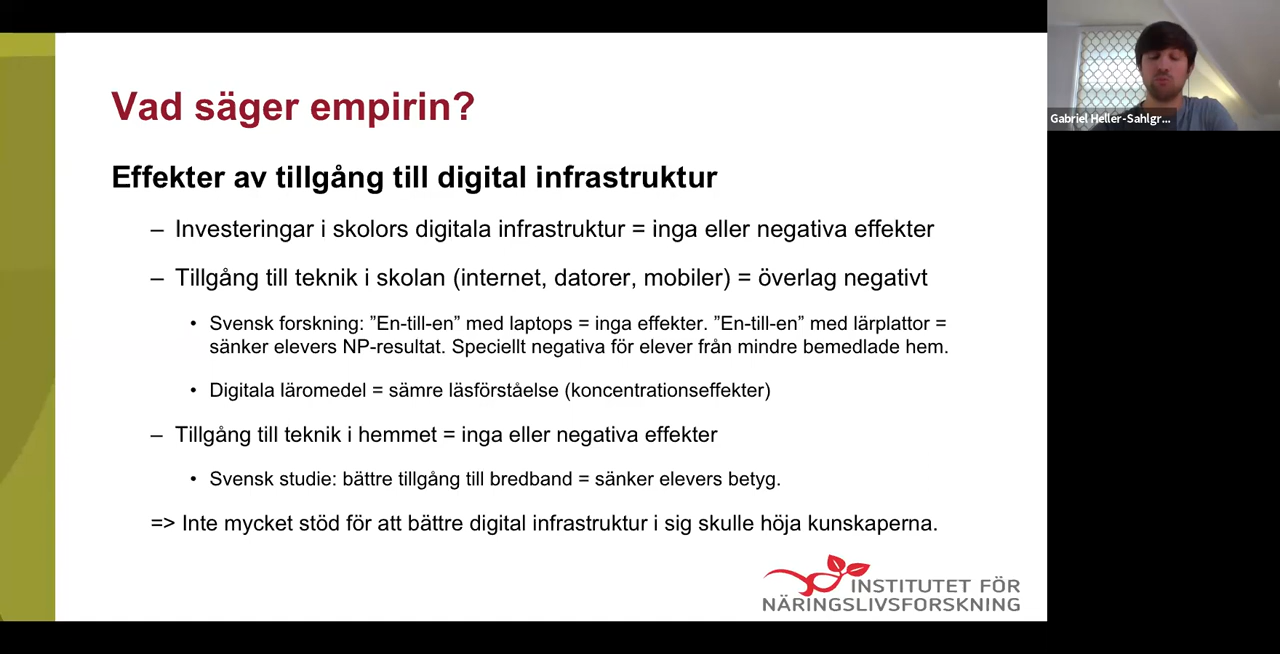 Vad säger empirin?
Effekter av tillgång till digital infrastruktur
– Investeringar i skolors digitala infrastruktur = inga eller negativa effekter
– Tillgång till teknik i skolan (internet, datorer, mobiler) = överlag negativt
• Svensk forskning: ”En-till-en” med laptops = inga effekter. ”En-till-en” med lärplattor =
sänker elevers NP-resultat. Speciellt negativa för elever från mindre bemedlade hem.
• Digitala läromedel = sämre läsförståelse (koncentrationseffekter)
– Tillgång till teknik i hemmet = inga eller negativa effekter
• Svensk studie: bättre tillgång till bredband = sänker elevers betyg.
=> Inte mycket stöd för att bättre digital infrastruktur i sig skulle höja kunskaperna.
INSTITUTET FÖR
NÄRINGSLIVSFORSKNING
Gabriel Heller-Sahlgr...